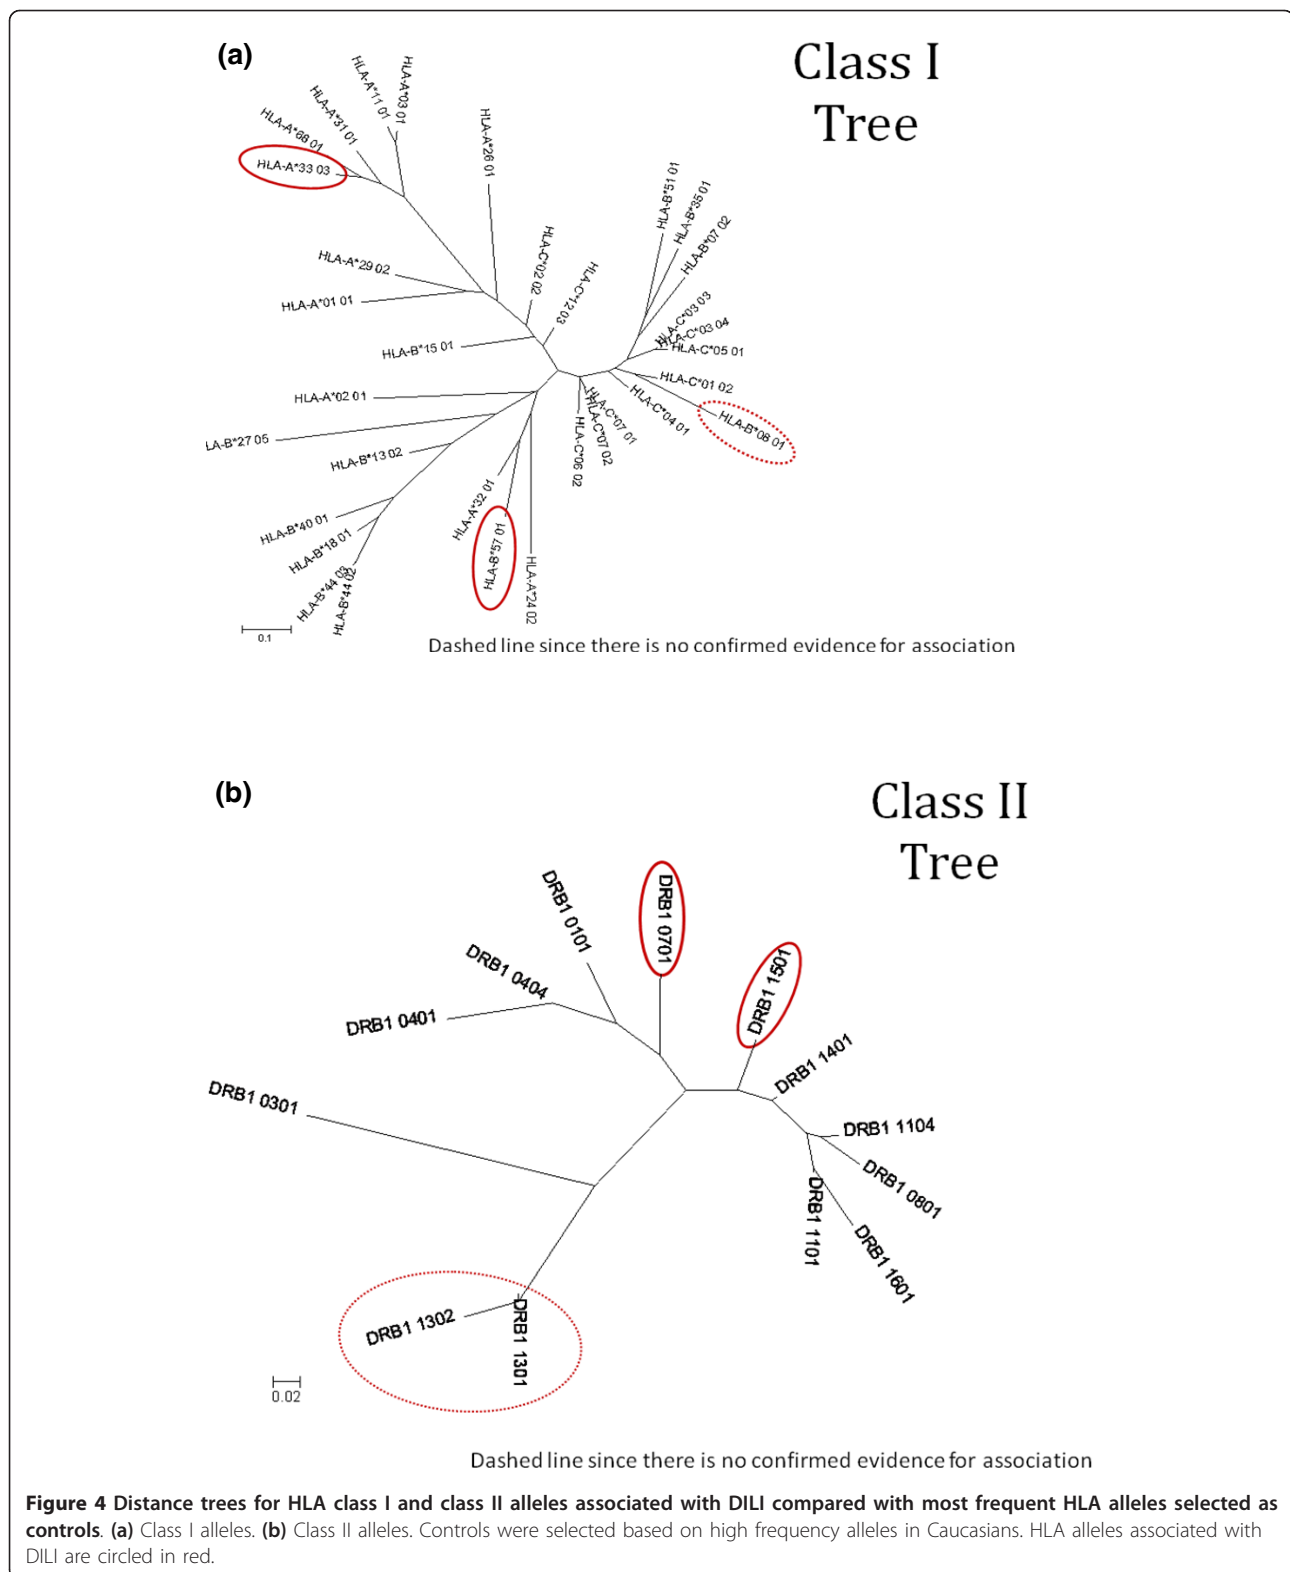 (a)
Class I
Tree
HLA-A*03 01
HLA-A*11 01
HLA-A*31 01
HLA-A*68 01
HLA-A*33 03
HLA-A*26 01
HLA-A*29 02
HLA-A*01 01
HLA-C*02 02
HLA-C*12 03
HLA-B*15 01
HLA-B*51 01
HLA-B*35 01
HLA-B*07 02
HLA-C*03 03
HLA-C*03 04
HLA-C*05 01
HLA-C*01 02
HLA-B*08 01
HLA-C*04 01
HLA-C*07 01
HLA-C*07 02
HLA-C*06 02
HLA-A*02 01
LA-B*27 05
HLA-B*13 02
HLA-B*40 01
HLA-B*18 01
HLA-B*44 03
HLA-B*44 02
HLA-A*32 01
HLA-B*57 01
HLA-A*24 02
0.1
Dashed line since there is no confirmed evidence for association
(b)
Class II
Tree
DRB1 0701
DRB1 0101
DRB1 1501
DRB1 0404
DRB1 0401
DRB1 1401
DRB1 0301
DRB1 1104
DRB1 0801
DRB1 1101
DRB1 1601
DRB1 1302
DRB1 1301
0.02
Dashed line since there is no confirmed evidence for association
Figure 4 Distance trees for HLA class I and class II alleles associated with DILI compared with most frequent HLA alleles selected as
controls. (a) Class I alleles. (b) Class II alleles. Controls were selected based on high frequency alleles in Caucasians. HLA alleles associated with
DILI are circled in red.